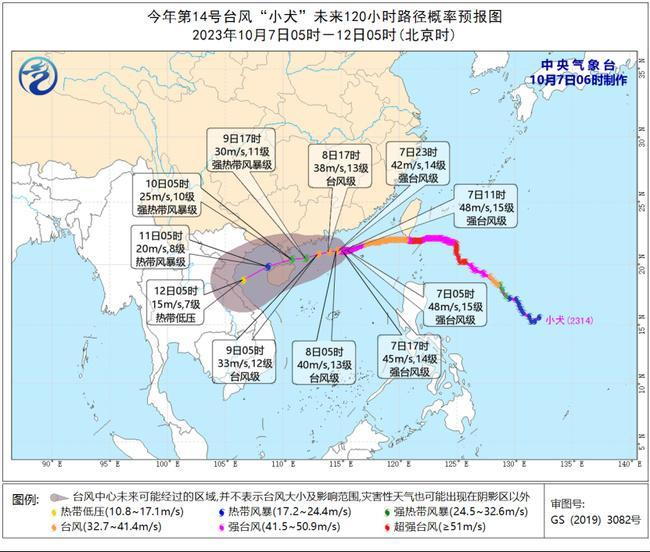 今年第14号台风“小犬”未来120小时路径概率预报图
2023年10月7日05时－12日05时(北京时)
中央气象台
10月7日06时制作
9日17时
30m/s,11级
强热带风暴级
8日17时
38m/s,13级
台风级
7日23时
42m/s,14级
强台风级
10日05时
25m/s,10级
强热带风暴级
7日11时
48m/s,15级
强台风级
11日05时
20m/s,8级
热带风暴级
12日05时
15m/s,7级
热带低压
7日05时
48m/s,15级
强台风级
小犬(2314)
9日05时
33m/s,12级
台风级
8日05时
40m/s,13级
台风级
7日17时
45m/s,14级
强台风级
35°N
30°N
25°N
20°N
15°N
10°N
5°N
90°E
95°E
100°E
105°E
110°E
115°E
120°E
125°E
130°E
135°E
140°E
图例:
台风中心未来可能经过的区域,并不表示台风大小及影响范围,灾害性天气也可能出现在阴影区以外
热带低压(10.8~17.1m/s)
热带风暴(17.2~24.4m/s)
强热带风暴(24.5~32.6m/s)
台风(32.7~41.4m/s)
强台风(41.5~50.9m/s)
超强台风(≥51m/s)
审图号:
GS (2019) 3082号